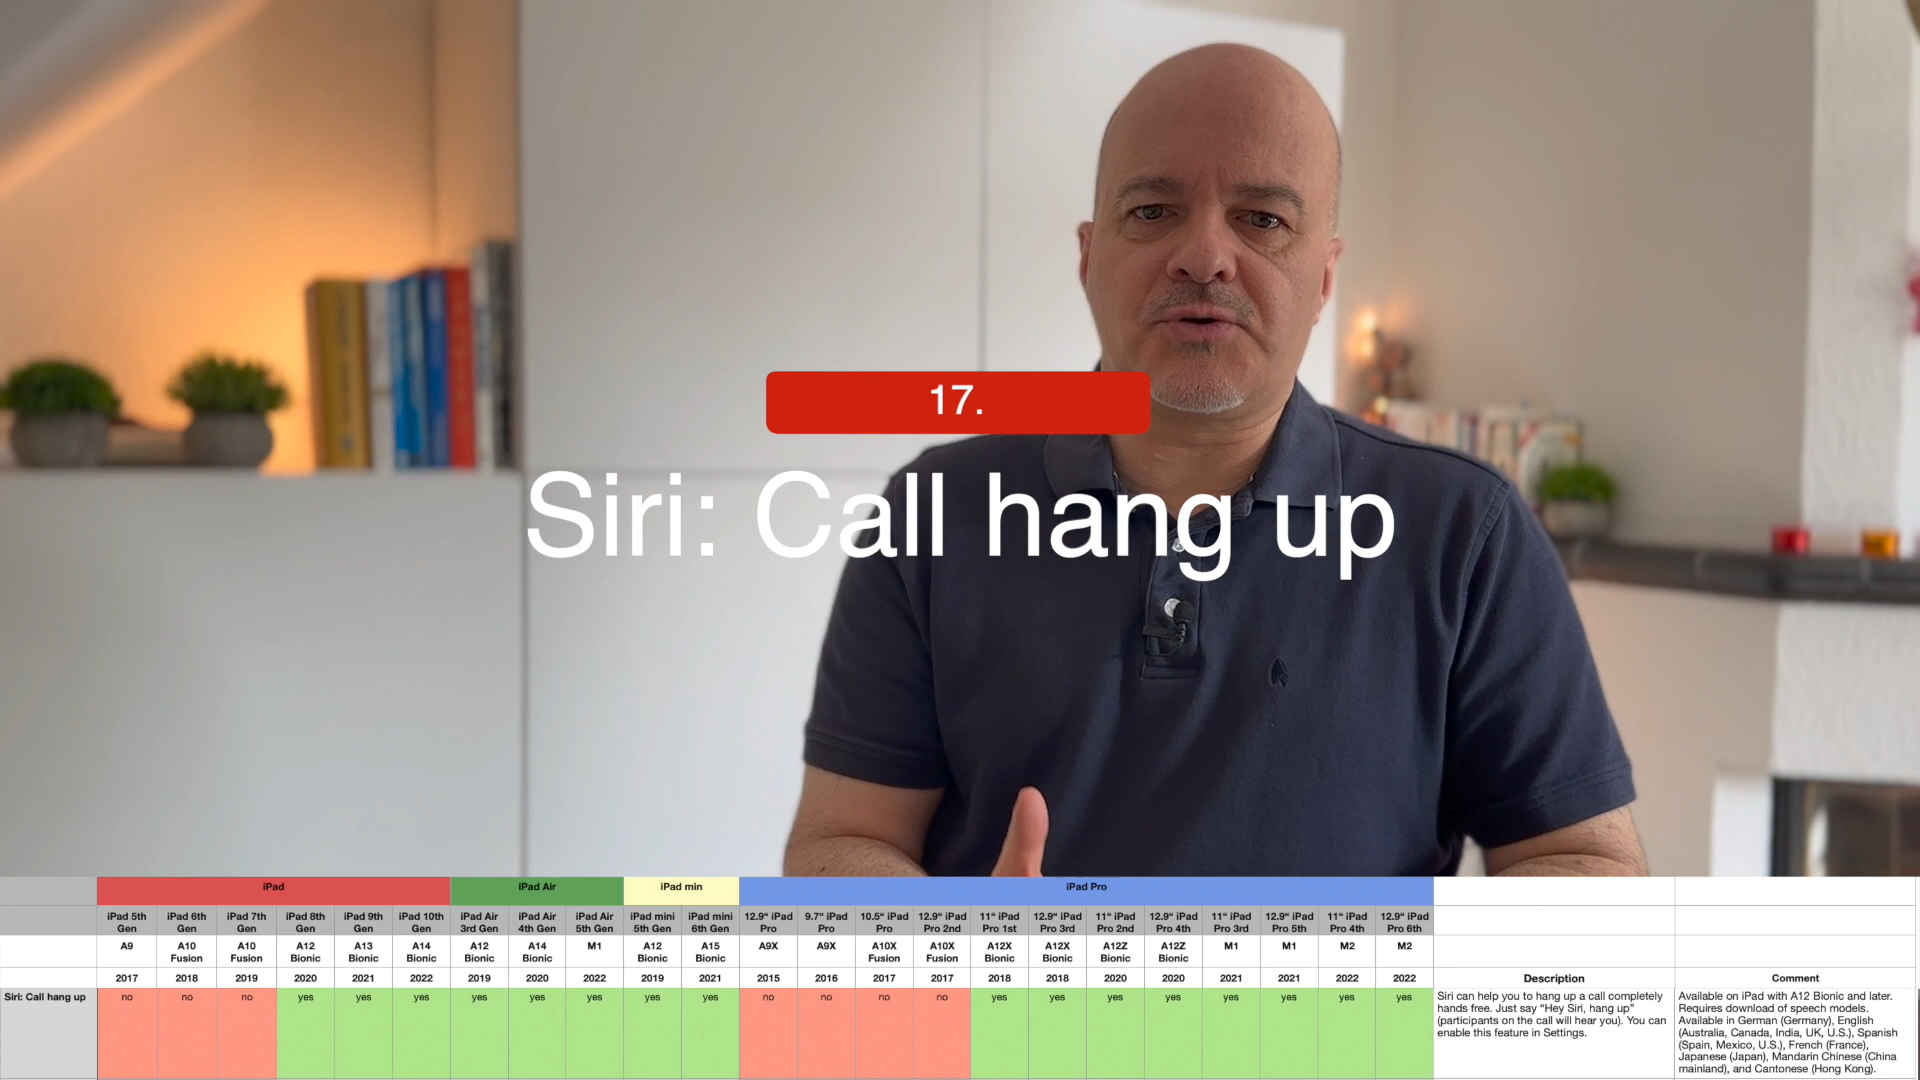 17.
Siri: Call hang up
iPad iPad Air iPad min iPad Pro
iPad 5th Gen iPad 6th Gen iPad 7th Gen iPad 8th Gen iPad 9th Gen iPad 10th Gen iPad Air 3rd Gen iPad Air 4th Gen iPad Air 5th Gen iPad mini 5th Gen iPad mini 6th Gen 12.9“ iPad Pro 9.7“ iPad Pro 10.5“ iPad Pro 12.9“ iPad Pro 2nd 11“ iPad Pro 1st 12.9“ iPad Pro 3rd 11“ iPad Pro 2nd 12.9“ iPad Pro 4th 11“ iPad Pro 3rd 12.9“ iPad Pro 5th 11“ iPad Pro 4th 12.9“ iPad Pro 6th
A9 A10 Fusion A10 Fusion A12 Bionic A13 Bionic A14 Bionic A12 Bionic A14 Bionic M1 A12 Bionic A15 Bionic A9X A9X A10X Fusion A10X Fusion A12X Bionic A12X Bionic A12Z Bionic A12Z Bionic M1 M1 M2 M2
2017 2018 2019 2020 2021 2022 2019 2020 2022 2019 2021 2015 2016 2017 2017 2018 2018 2020 2020 2021 2021 2022 2022 Description Comment
Siri: Call hang up no no no yes yes yes yes yes yes yes yes no no no no yes yes yes yes yes yes yes yes
Siri can help you to hang up a call completely
hands free. Just say “Hey Siri, hang up”
(participants on the call will hear you). You can
enable this feature in Settings.
Available on iPad with A12 Bionic and later.
Requires download of speech models.
Available in German (Germany), English
(Australia, Canada, India, UK, U.S.), Spanish
(Spain, Mexico, U.S.), French (France),
Japanese (Japan), Mandarin Chinese (China
mainland), and Cantonese (Hong Kong).